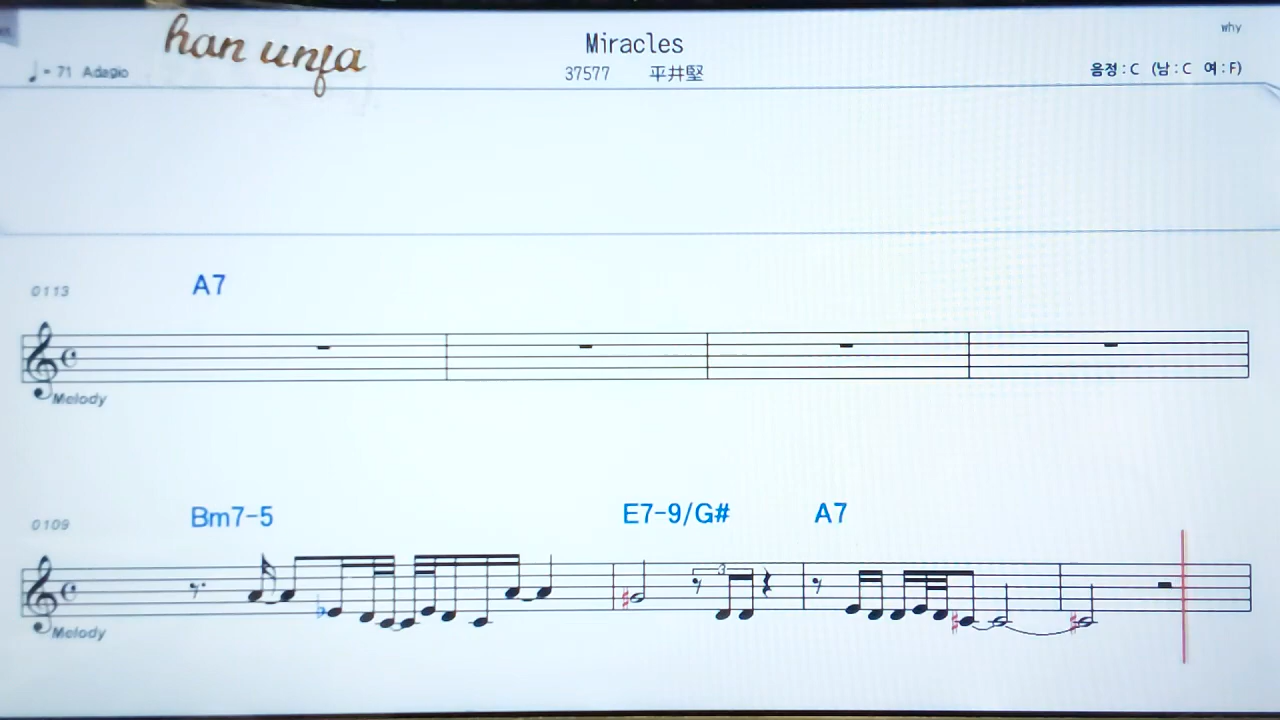 han unja
Miracles
why
♩= 71 Adagio
37577 平井堅
음정 : C (남 : C 여 : F)
0113
A7
Melody
0109
Bm7-5 E7-9/G# A7
3
Melody